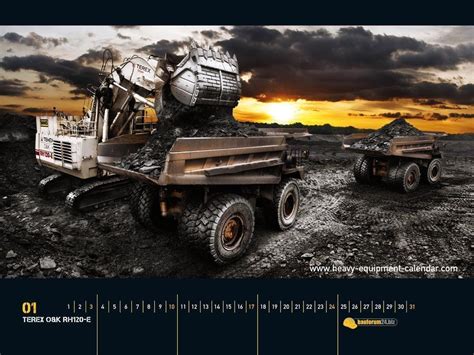 TEREX
www.heavy-equipment-calendar.com
01 1 2 3 4 5 6 7 8 9 10 11 12 13 14 15 16 17 18 19 20 21 22 23 24 25 26 27 28 29 30 31
TEREX O&K RH120-E
bauforum24.biz